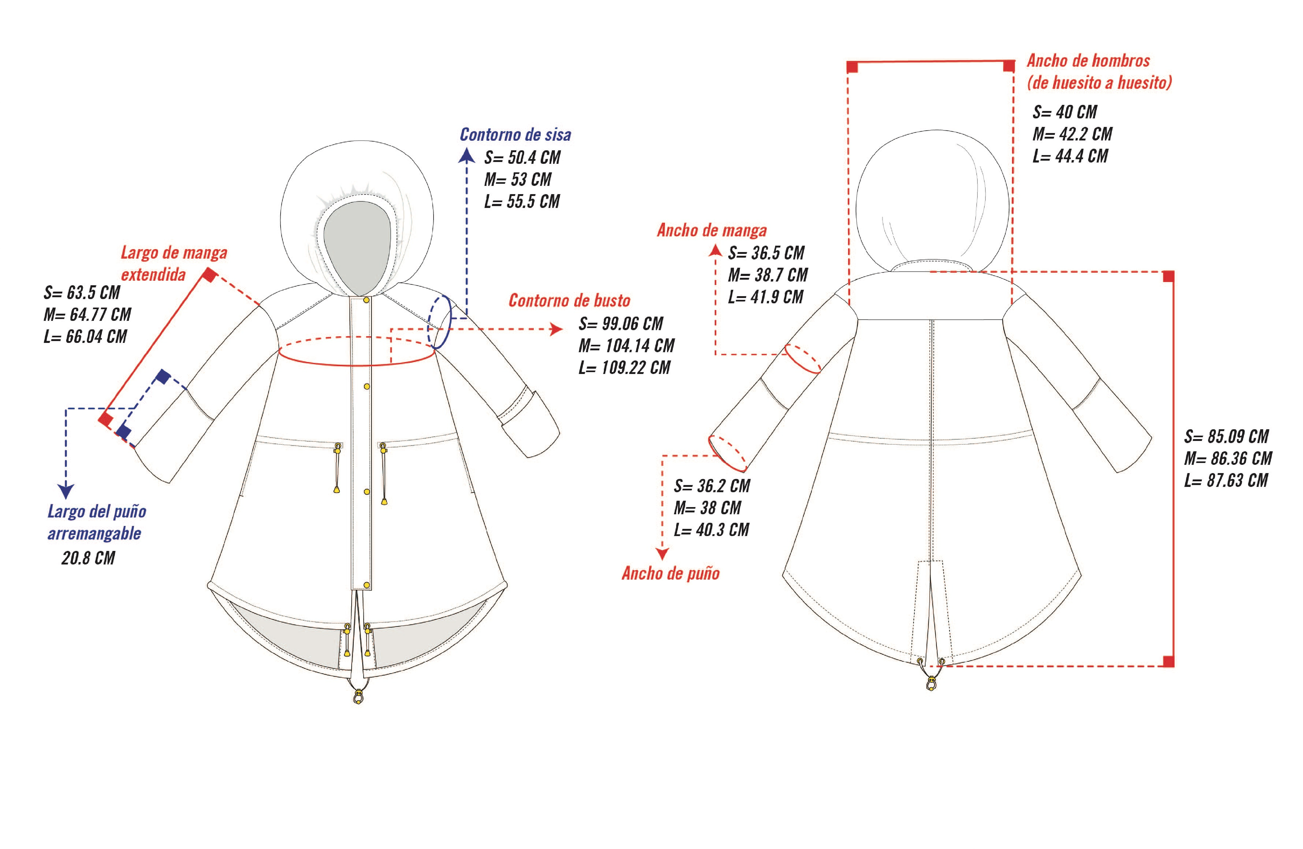 Ancho de hombros
(de huesito a huesito)
S= 40 CM
M= 42.2 CM
L= 44.4 CM
Contorno de sisa
S= 50.4 CM
M= 53 CM
L= 55.5 CM
Largo de manga
extendida
S= 63.5 CM
M= 64.77 CM
L= 66.04 CM
Contorno de busto
S= 99.06 CM
M= 104.14 CM
L= 109.22 CM
Ancho de manga
S= 36.5 CM
M= 38.7 CM
L= 41.9 CM
Largo del puño
arremangable
20.8 CM
S= 36.2 CM
M= 38 CM
L= 40.3 CM
Ancho de puño
S= 85.09 CM
M= 86.36 CM
L= 87.63 CM